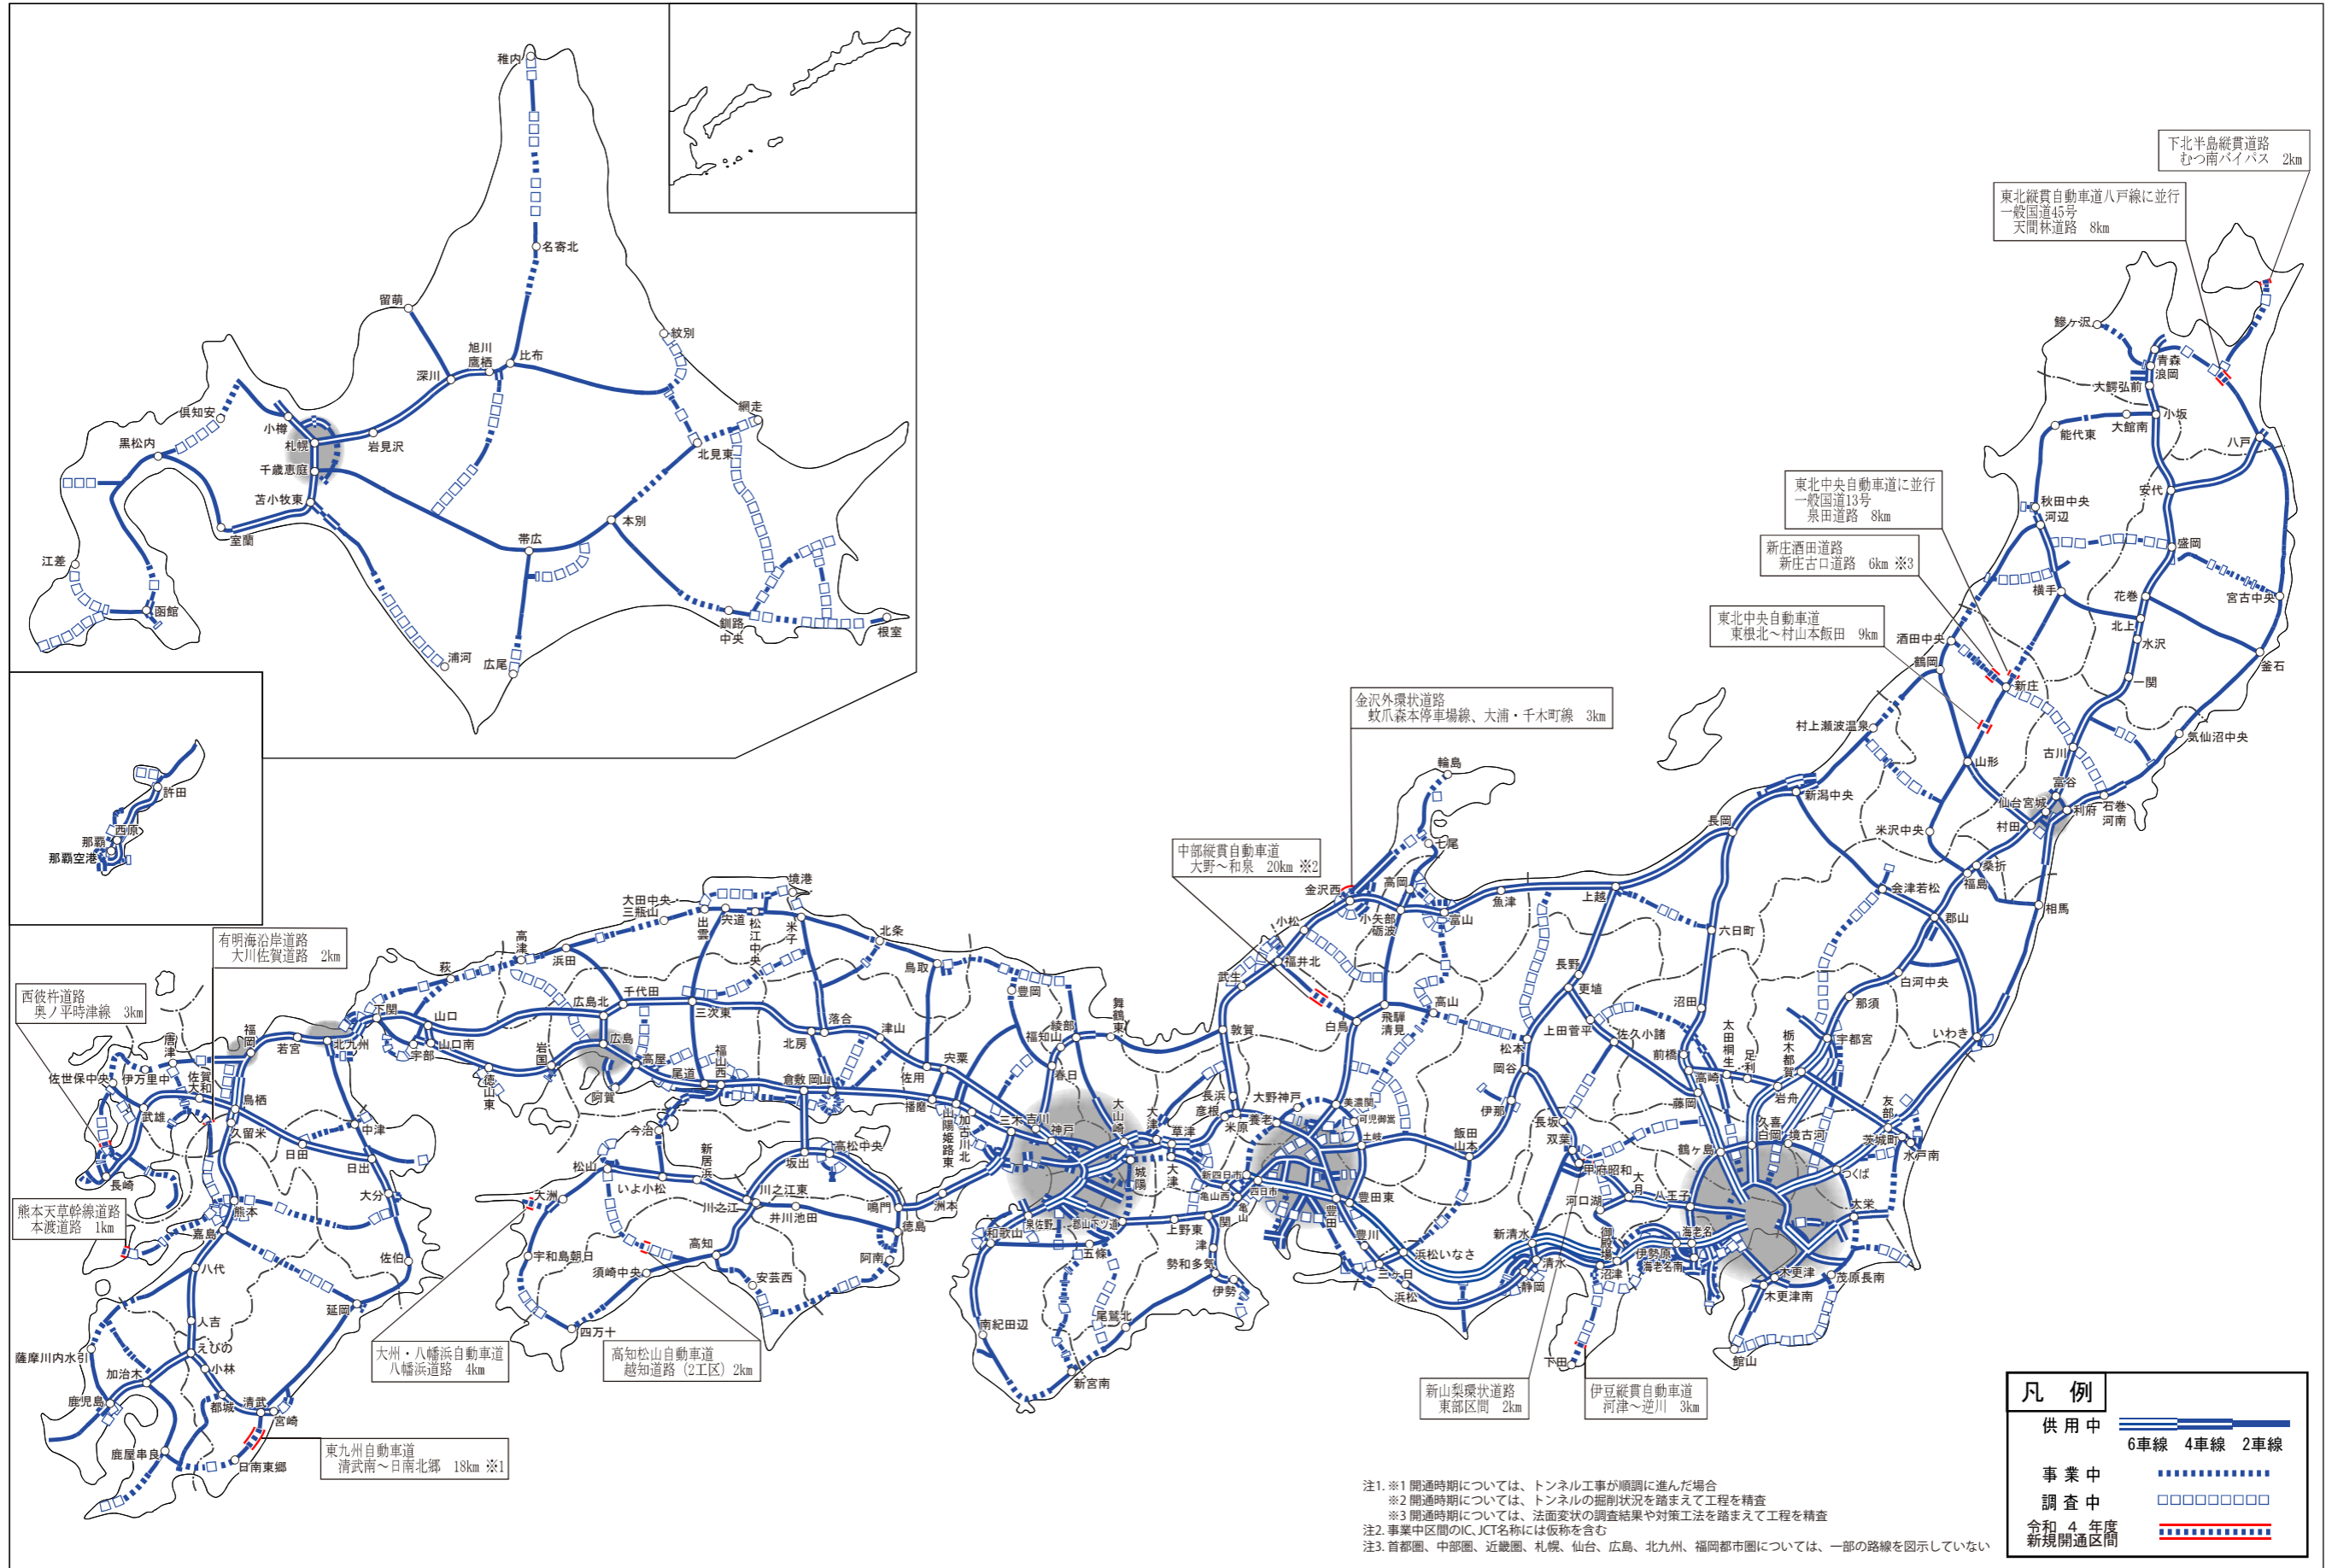 稚内
名寄北
留萌
紋別
旭川
鷹栖
比布
深川
網走
倶知安
小樽
札幌
岩見沢
黒松内
千歳恵庭
北見東
苫小牧東
室蘭
本別
帯広
江差
函館
釧路
中央
根室
浦河
広尾
許田
西原
那覇
那覇空港
下北半島縦貫道路
むつ南バイパス 2km
東北縦貫自動車道八戸線に並行
一般国道45号
天間林道路 8km
鰺ヶ沢
青森
浪岡
大鰐弘前
小坂
大館南
能代東
八戸
東北中央自動車道に並行
一般国道13号
泉田道路 8km
安代
秋田中央
河辺
新庄酒田道路
新庄古口道路 6km ※3
盛岡
横手
花巻
宮古中央
北上
東北中央自動車道
東根北～村山本飯田 9km
酒田中央
水沢
鶴岡
釜石
新庄
一関
金沢外環状道路
蚊爪森本停車場線、大浦・千木町線 3km
村上瀬波温泉
気仙沼中央
古川
山形
富谷
輪島
新潟中央
仙台宮城
利府
石巻
河南
長岡
村田
米沢中央
七尾
中部縦貫自動車道
大野～和泉 20km ※2
桑折
福島
金沢西
高岡
魚津
上越
会津若松
相馬
小松
小矢部
砺波
富山
郡山
六日町
境港
大田中央
三瓶山
出雲
宍道
松江中央
米子
北条
有明海沿岸道路
大川佐賀道路 2km
高津
浜田
鳥取
福井北
長野
白河中央
萩
武生
更埴
西彼杵道路
奥ノ平時津線 3km
千代田
広島北
豊岡
舞鶴東
高山
沼田
那須
三次東
白鳥
飛騨
清見
上田菅平
佐久小諸
太田桐生
足利
栃木都賀
宇都宮
いわき
下関
山口
落合
津山
北房
綾部
福知山
敦賀
松本
前橋
唐津
福岡
若宮
北九州
宇部
山口南
岩国
広島
高屋
福山西
尾道
倉敷
岡山
宍粟
佐用
春日
岡谷
高崎
佐世保中央
伊万里中
佐賀
大和
徳山東
阿賀
播磨
長浜
大野神戸
美濃関
伊那
藤岡
岩舟
友部
武雄
鳥栖
山陽姫路東
加古川北
三木
吉川
神戸
大山崎
大津
草津
彦根
米原
養老
可児御嵩
土岐
長坂
久喜
白岡
境古河
茨城町
水戸南
久留米
中津
今治
高松中央
飯田
山本
双葉
鶴ヶ島
日田
日出
新居浜
坂出
城陽
大津
新四日市
亀山西
四日市
亀山
甲府昭和
つくば
長崎
松山
いよ小松
川之江東
洲本
豊田東
河口湖
大月
八王子
大栄
大分
大洲
川之江
井川池田
鳴門
徳島
泉佐野
郡山下ツ道
上野東
関
豊田
熊本天草幹線道路
本渡道路 1km
熊本
嘉島
高知
和歌山
五條
津
豊川
新清水
御殿場
伊勢原
海老名
海老名南
佐伯
宇和島朝日
阿南
勢和多気
浜松いなさ
清水
沼津
木更津
茂原長南
八代
須崎中央
安芸西
伊勢
三ヶ日
浜松
静岡
木更津南
延岡
人吉
四万十
南紀田辺
尾鷲北
えびの
薩摩川内水引
小林
大州・八幡浜自動車道
八幡浜道路 4km
高知松山自動車道
越知道路（2工区）2km
下田
館山
加治木
新宮南
新山梨環状道路
東部区間 2km
伊豆縦貫自動車道
河津～逆川 3km
鹿児島
都城
清武
宮崎
鹿屋串良
日南東郷
東九州自動車道
清武南～日南北郷 18km ※1
凡 例
供用中
6車線 4車線 2車線
事業中
調査中
令和 4 年度
新規開通区間
注1. ※1 開通時期については、トンネル工事が順調に進んだ場合
※2 開通時期については、トンネルの掘削状況を踏まえて工程を精査
※3 開通時期については、法面変状の調査結果や対策工法を踏まえて工程を精査
注2. 事業中区間のIC、JCT名称には仮称を含む
注3. 首都圏、中部圏、近畿圏、札幌、仙台、広島、北九州、福岡都市圏については、一部の路線を図示していない